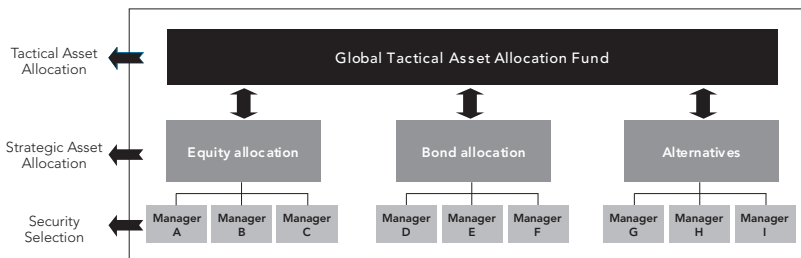 Tactical Asset
Allocation
Global Tactical Asset Allocation Fund
Strategic Asset
Allocation
Equity allocation
Bond allocation
Alternatives
Security
Selection
Manager
A
Manager
B
Manager
C
Manager
D
Manager
E
Manager
F
Manager
G
Manager
H
Manager
I